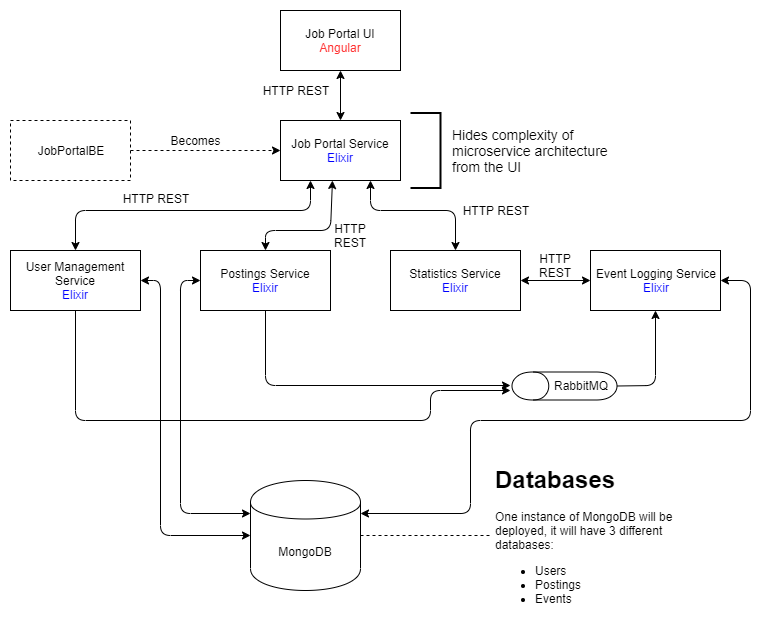 Job Portal UI
Angular
HTTP REST
JobPortalBE
Becomes
Job Portal Service
Elixir
Hides complexity of
microservice architecture
from the UI
HTTP REST
HTTP
REST
HTTP REST
User Management
Service
Elixir
Postings Service
Elixir
Statistics Service
Elixir
HTTP
REST
Event Logging Service
Elixir
RabbitMQ
MongoDB
Databases
One instance of MongoDB will be
deployed, it will have 3 different
databases:
Users
Postings
Events